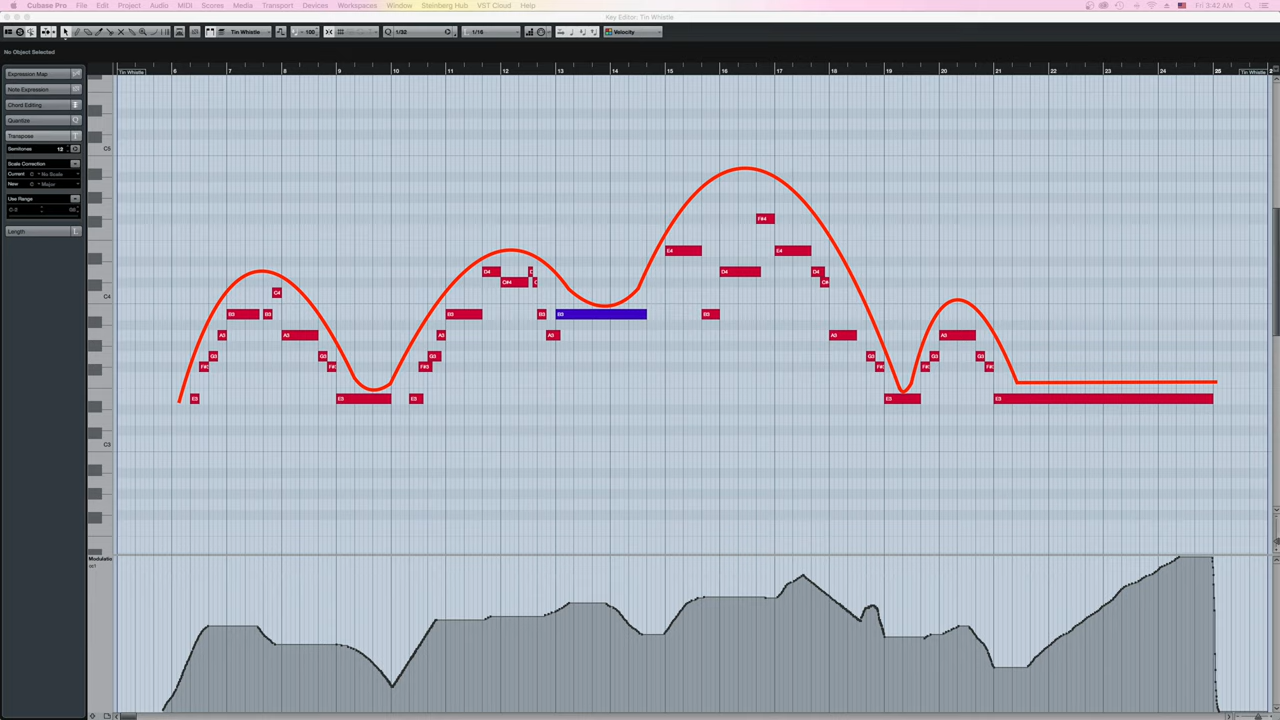 Cubase Pro File Edit Project Audio MIDI Scores Media Transport Devices Workspaces Window Steinberg Hub VST Cloud Help Fri 3:42 AM
Key Editor: Tin Whistle
Tin Whistle 100 1/32 1/16 Velocity
No Object Selected
Expression Map
Note Expression
Chord Editing
Quantize
Transpose
Semitones 12
Scale Correction
Current No Scale
New Major
Use Range
Length
Tin Whistle 6 7 8 9 10 11 12 13 14 15 16 17 18 19 20 21 22 23 24 25 Tin Whistle
C5
F#4
E4 E4
D4 D4 D4
C#4
C4 C4
B3 B3 B3 B3 B3 B3
A3 A3 A3 A3 A3 A3
G3 G3 G3 G3 G3 G3
F#3
E3 E3 E3 E3 E3
C3
Modulation